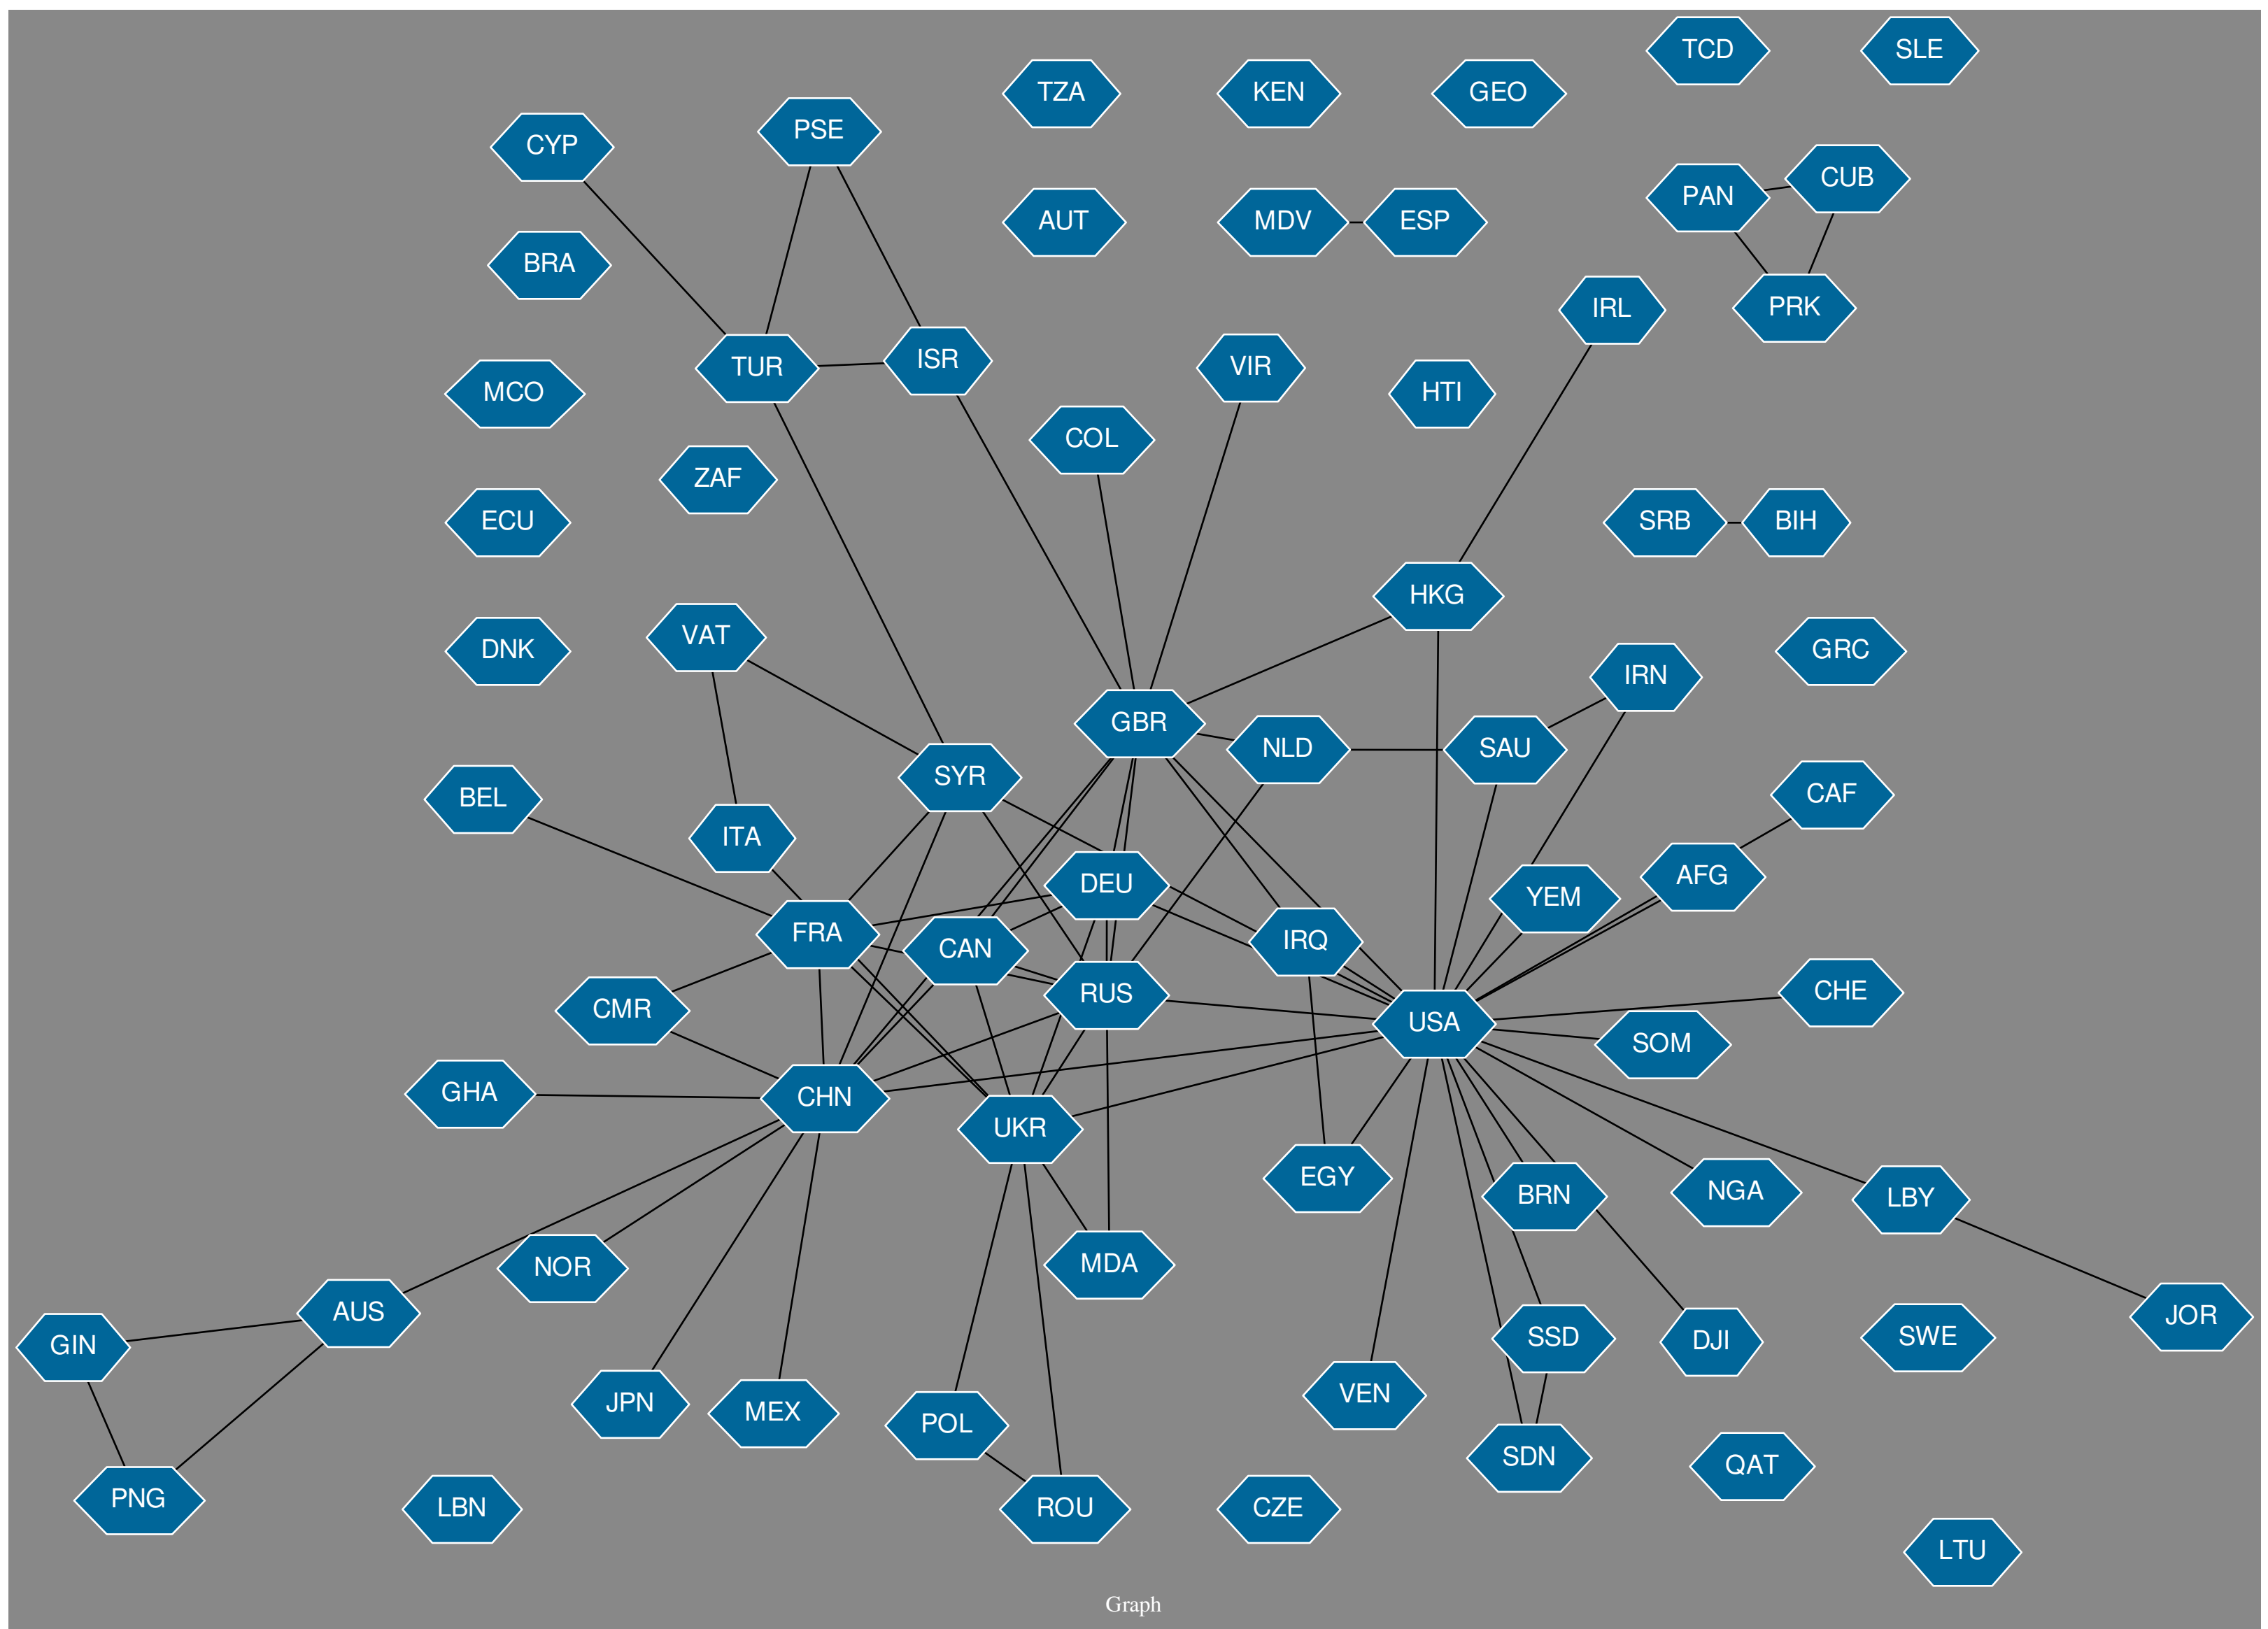 TCD
SLE
TZA
KEN
GEO
PSE
CYP
CUB
PAN
AUT
MDV
ESP
BRA
PRK
IRL
ISR
TUR
VIR
MCO
HTI
COL
ZAF
ECU
SRB
BIH
HKG
VAT
DNK
GRC
IRN
GBR
NLD
SAU
SYR
BEL
CAF
ITA
AFG
DEU
YEM
FRA
IRQ
CAN
CHE
RUS
CMR
USA
SOM
GHA
CHN
UKR
EGY
NGA
BRN
LBY
MDA
NOR
AUS
JOR
SSD
SWE
DJI
GIN
VEN
JPN
MEX
POL
SDN
QAT
PNG
LBN
ROU
CZE
LTU
Graph